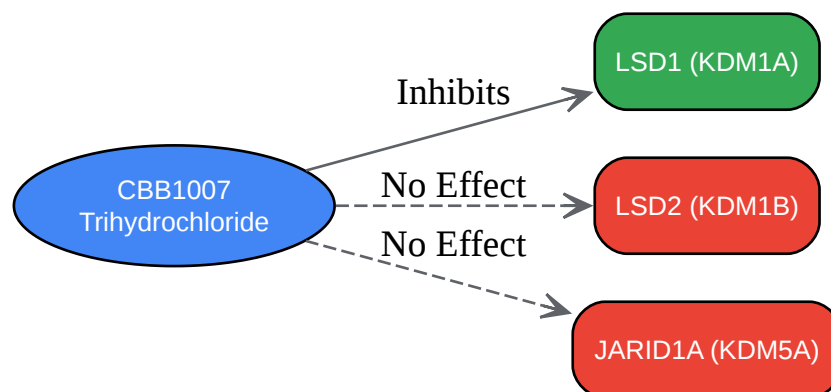 CBB1007
Trihydrochloride
Inhibits
No Effect
No Effect
LSD1 (KDM1A)
LSD2 (KDM1B)
JARID1A (KDM5A)